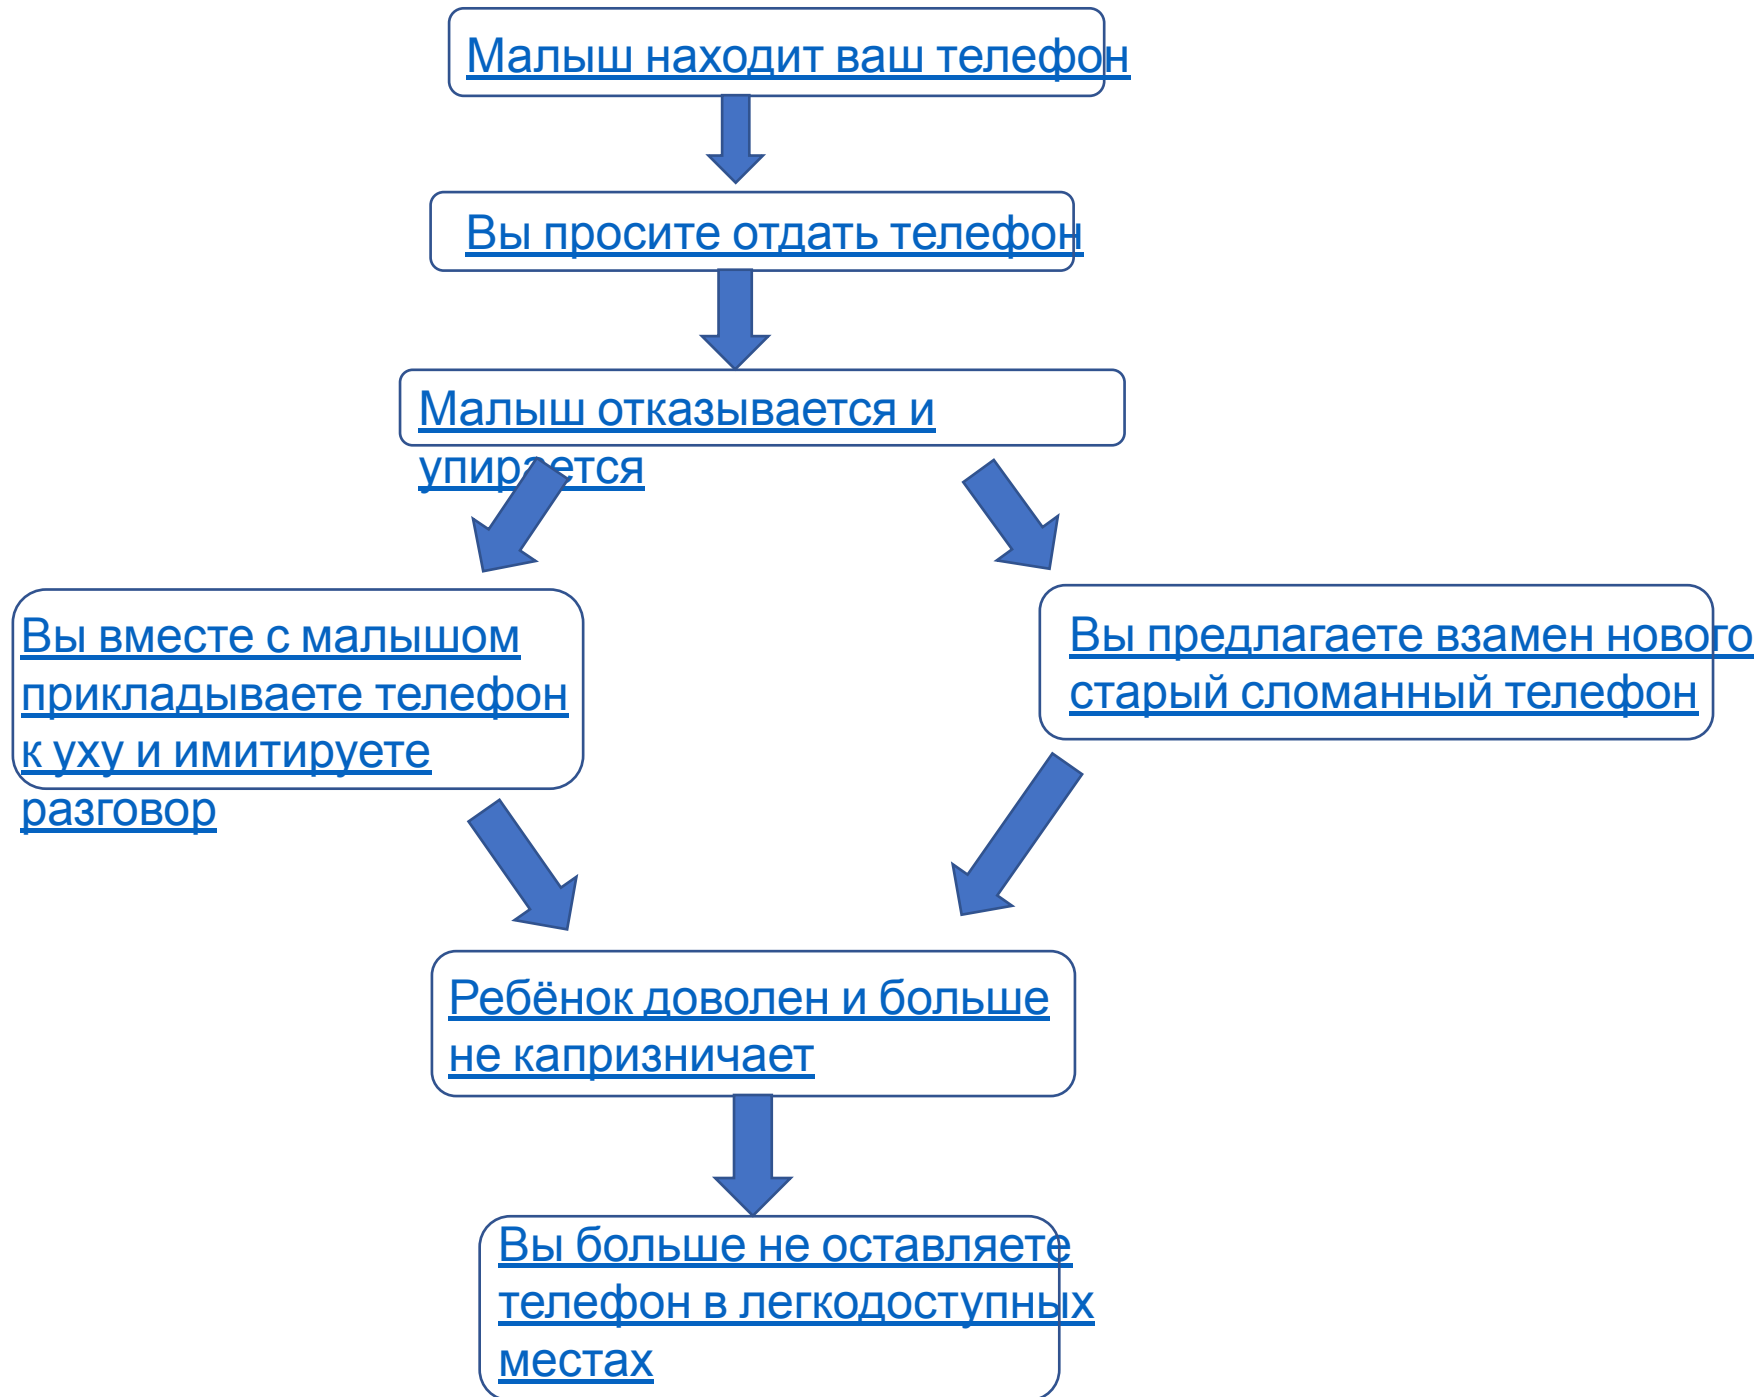 Малыш находит ваш телефон
Вы просите отдать телефон
Малыш отказывается и
упирается
Вы вместе с малышом
прикладываете телефон
к уху и имитируете
разговор
Вы предлагаете взамен нового
старый сломанный телефон
Ребёнок доволен и больше
не капризничает
Вы больше не оставляете
телефон в легкодоступных
местах